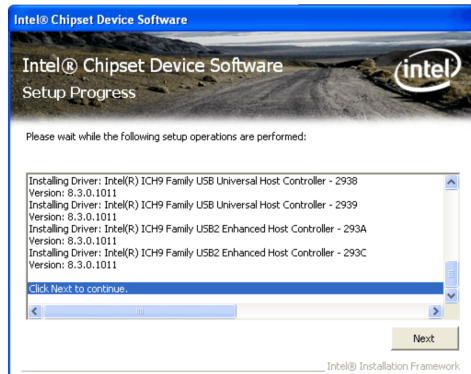 Intel® Chipset Device Software
Intel® Chipset Device Software
intel
Setup Progress
Please wait while the following setup operations are performed:
Installing Driver: Intel(R) ICH9 Family USB Universal Host Controller - 2938
Version: 8.3.0.1011
Installing Driver: Intel(R) ICH9 Family USB Universal Host Controller - 2939
Version: 8.3.0.1011
Installing Driver: Intel(R) ICH9 Family USB2 Enhanced Host Controller - 293A
Version: 8.3.0.1011
Installing Driver: Intel(R) ICH9 Family USB2 Enhanced Host Controller - 293C
Version: 8.3.0.1011
Click Next to continue.
Next
Intel® Installation Framework